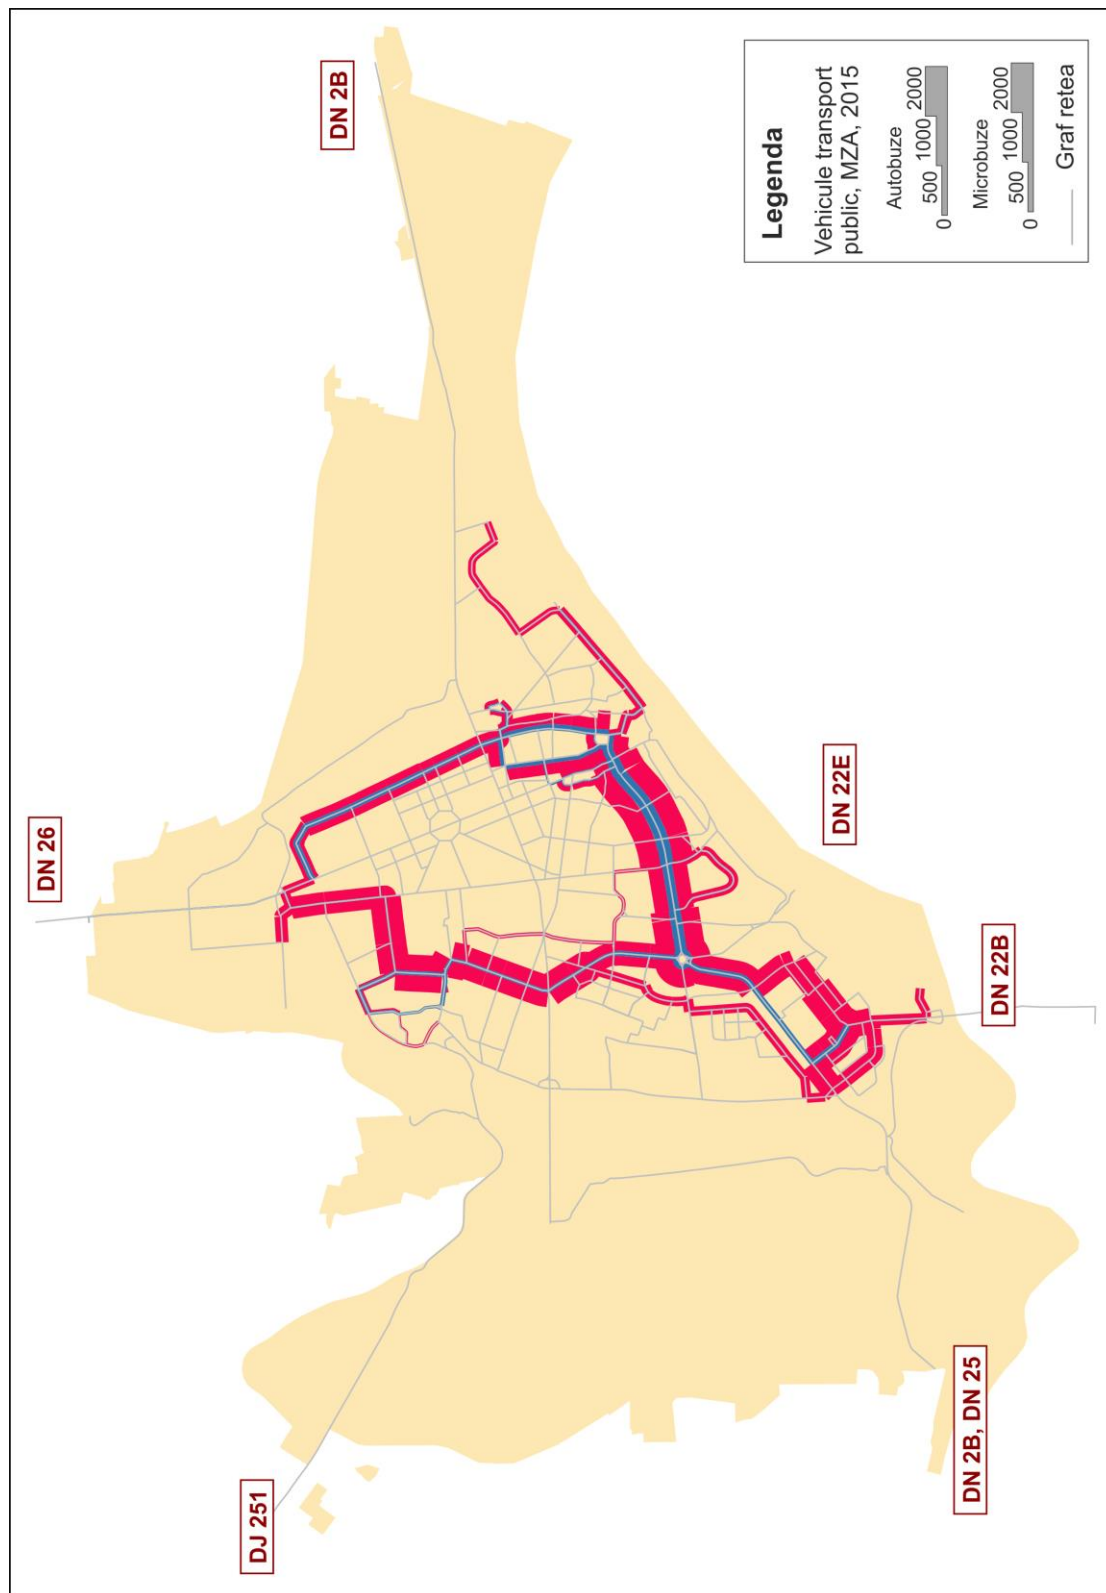 DN 2B
DN 26
DN 22E
DN 22B
DN 2B, DN 25
DJ 251
Legenda
Vehicule transport
public, MZA, 2015
Autobuze
0 500 1000 2000
Microbuze
0 500 1000 2000
Graf retea